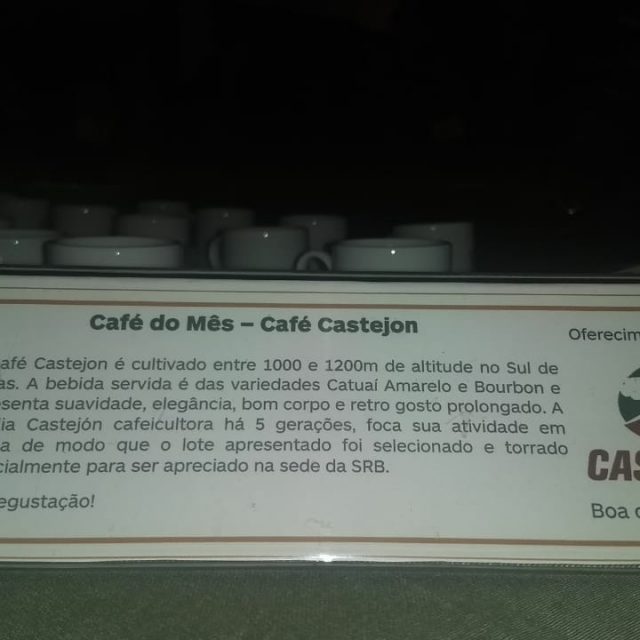 Café do Mês – Café Castejon
Oferecim
afé Castejon é cultivado entre 1000 e 1200m de altitude no Sul de
as. A bebida servida é das variedades Catuaí Amarelo e Bourbon e
esenta suavidade, elegância, bom corpo e retro gosto prolongado. A
ia Castejón cafeicultora há 5 gerações, foca sua atividade em
a de modo que o lote apresentado foi selecionado e torrado
cialmente para ser apreciado na sede da SRB.
egustação!
CAS
Boa d